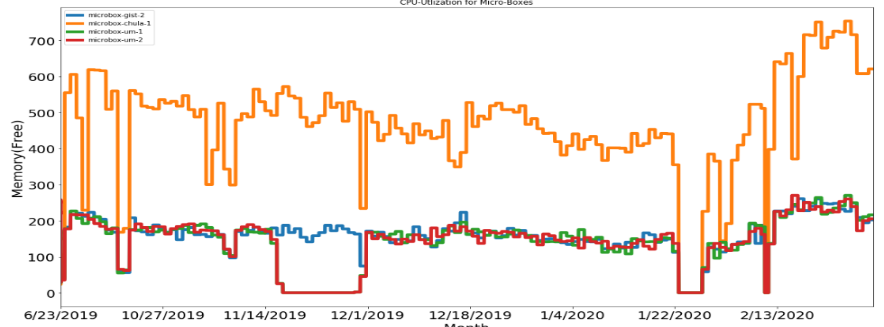 CPU-Utlization for Micro-Boxes
microbox-gist-2
microbox-chula-1
microbox-um-1
microbox-um-2
Memory(Free)
700
600
500
400
300
200
100
0
6/23/2019 10/27/2019 11/14/2019 12/1/2019 12/18/2019 1/4/2020 1/22/2020 2/13/2020
Month